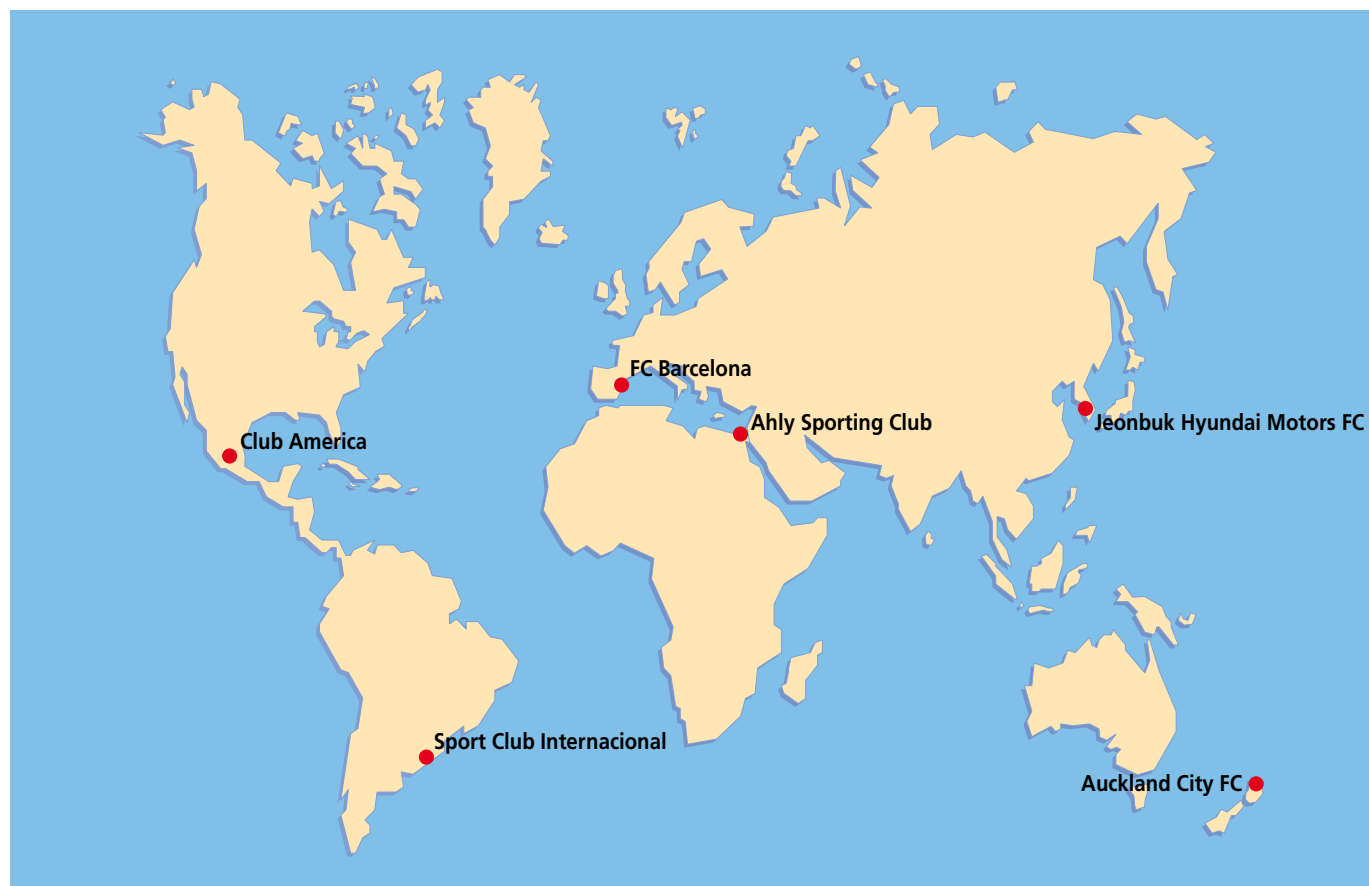 FC Barcelona
Ahly Sporting Club
Jeonbuk Hyundai Motors FC
Club America
Sport Club Internacional
Auckland City FC